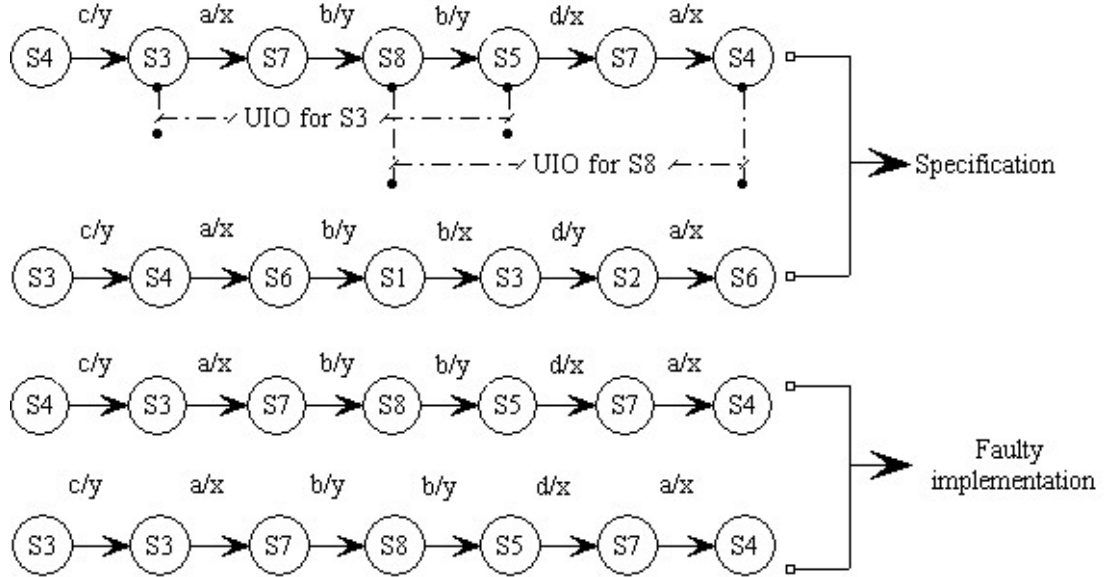 c/y a/x b/y b/y d/x a/x
S4 S3 S7 S8 S5 S7 S4
UIO for S3
UIO for S8
Specification
c/y a/x b/y b/x d/y a/x
S3 S4 S6 S1 S3 S2 S6
c/y a/x b/y b/y d/x a/x
S4 S3 S7 S8 S5 S7 S4
Faulty
implementation
c/y a/x b/y b/y d/x a/x
S3 S3 S7 S8 S5 S7 S4